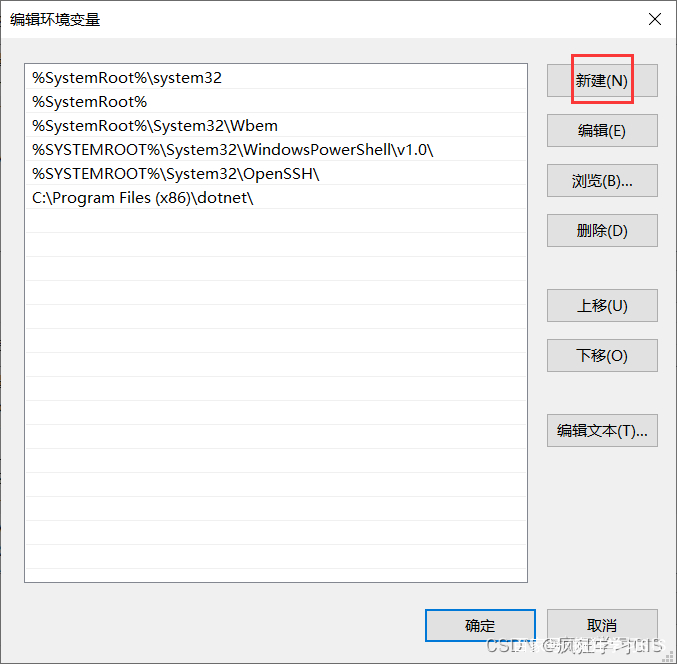 编辑环境变量
%SystemRoot%\system32
%SystemRoot%
%SystemRoot%\System32\Wbem
%SYSTEMROOT%\System32\WindowsPowerShell\v1.0\
%SYSTEMROOT%\System32\OpenSSH\
C:\Program Files (x86)\dotnet\
新建(N)
编辑(E)
浏览(B)...
删除(D)
上移(U)
下移(O)
编辑文本(T)...
确定
取消
CSDN @疯狂学习GIS